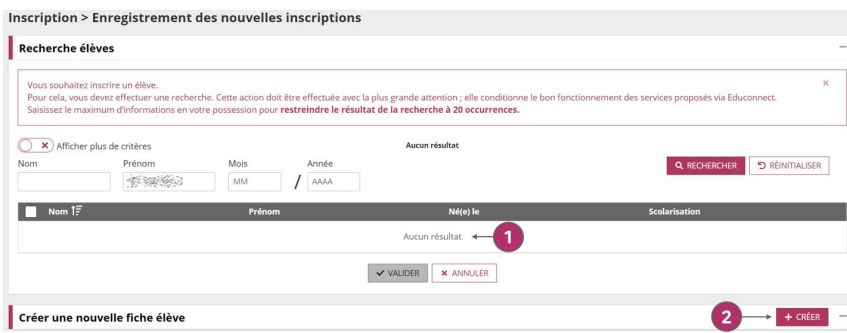 Inscription > Enregistrement des nouvelles inscriptions
Recherche élèves
Vous souhaitez inscrire un élève.
Pour cela, vous devez effectuer une recherche. Cette action doit être effectuée avec la plus grande attention ; elle conditionne le bon fonctionnement des services proposés via Educonnect.
Saisissez le maximum d'informations en votre possession pour restreindre le résultat de la recherche à 20 occurrences.
Afficher plus de critères Aucun résultat
Nom Prénom Mois Année
MM / AAAA RECHERCHER RÉINITIALISER
Nom Prénom Né(e) le Scolarisation
Aucun résultat 1
VALIDER ANNULER
Créer une nouvelle fiche élève 2 + CRÉER